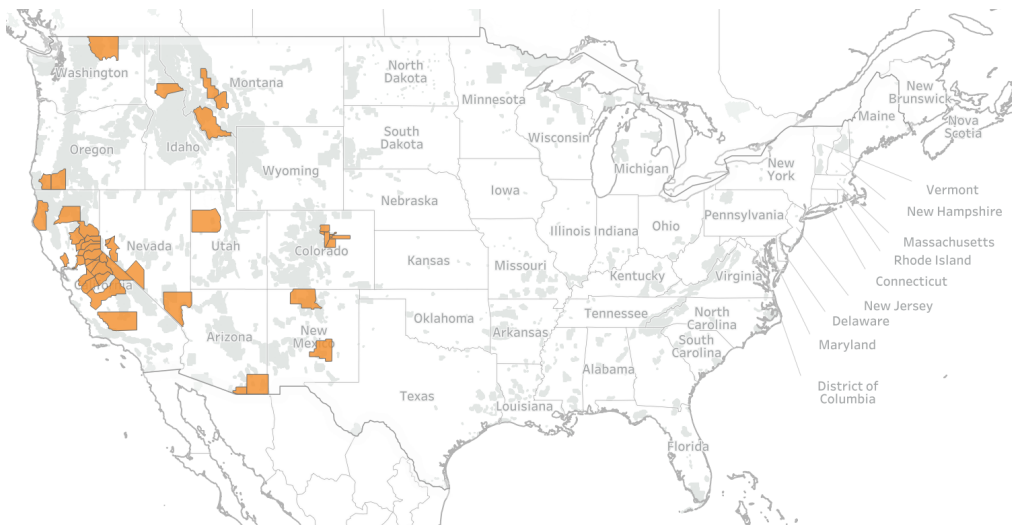 Washington
Montana
North
Dakota
Minnesota
New
Brunswick
Maine
Nova
Scotia
Oregon
Idaho
South
Dakota
Wisconsin
Michigan
New
York
Wyoming
Iowa
Vermont
Nebraska
New Hampshire
Pennsylvania
Nevada
Utah
Colorado
Illinois
Indiana
Ohio
Massachusetts
Rhode Island
Kansas
Missouri
Kentucky
Virginia
Connecticut
California
New Jersey
Tennessee
North
Carolina
Delaware
Arizona
New
Mexico
Oklahoma
Arkansas
South
Carolina
Maryland
Alabama
Texas
District of
Columbia
Louisiana
Florida